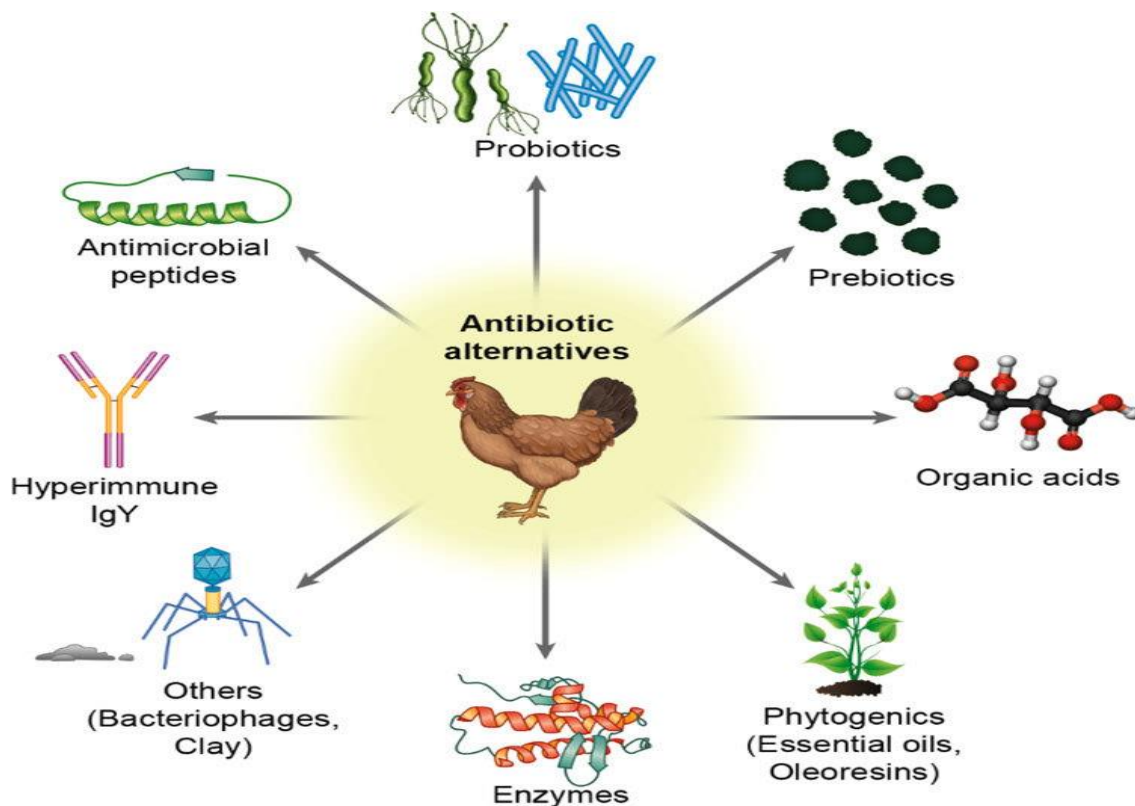 Probiotics
Prebiotics
Organic acids
Phytogenics
(Essential oils,
Oleoresins)
Enzymes
Others
(Bacteriophages,
Clay)
Hyperimmune
IgY
Antimicrobial
peptides
Antibiotic
alternatives